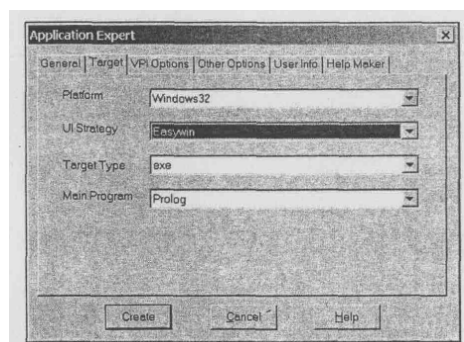 Application Expert
General Target VPI Options Other Options User Info Help Maker
Platform Windows32
UI Strategy Easywin
Target Type exe
Main Program Prolog
Create Cancel Help